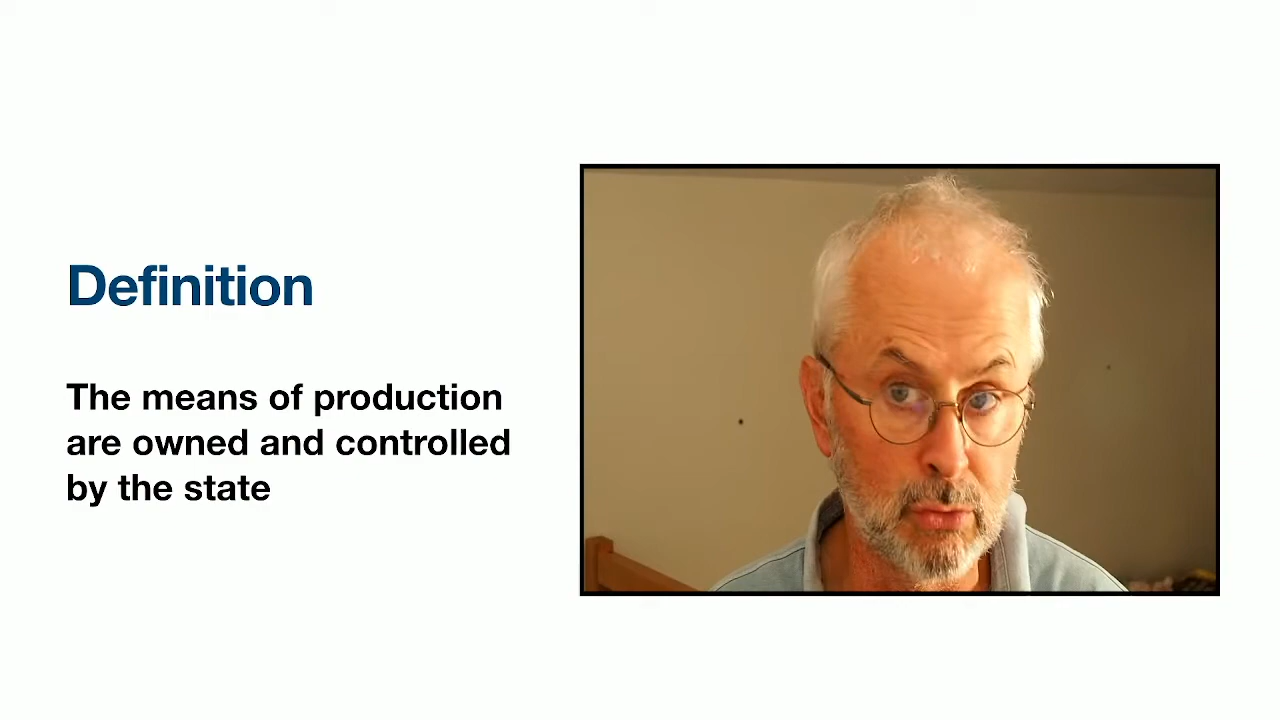 Definition
The means of production
are owned and controlled
by the state